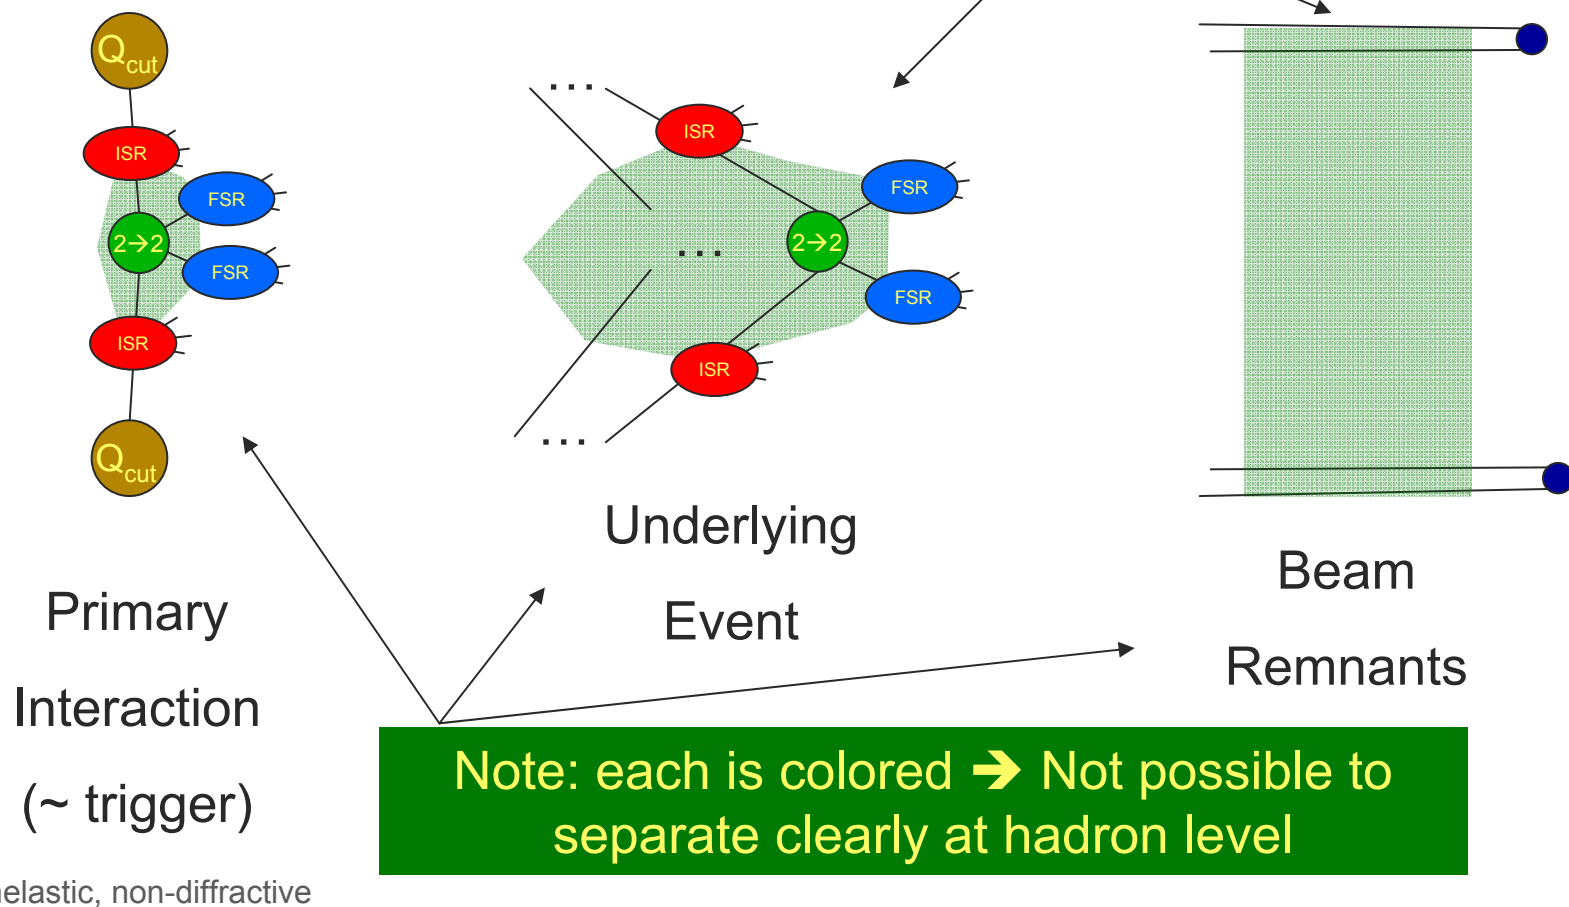 Qcut
ISR
FSR
2→2
FSR
ISR
Qcut
Primary
Interaction
(~ trigger)
...
ISR
FSR
...
2→2
FSR
ISR
...
Underlying
Event
Beam
Remnants
Note: each is colored ➔ Not possible to
separate clearly at hadron level
nelastic, non-diffractive